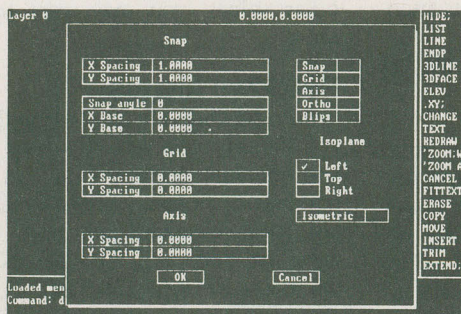 Layer 0 0.0000,0.0000
Snap
X Spacing 1.0000
Y Spacing 1.0000
Snap angle 0
X Base 0.0000
Y Base 0.0000
Grid
X Spacing 0.0000
Y Spacing 0.0000
Axis
X Spacing 0.0000
Y Spacing 0.0000
OK
Snap
Grid
Axis
Ortho
Blips
Isoplane
✓ Left
Top
Right
Isometric
Cancel
HIDE;
LIST
LINE
ENDP
3DLINE
3DFACE
ELEV
.XY;
CHANGE
TEXT
REDRAW
'ZOOM;W
'ZOOM A
CANCEL
FITTEXT
ERASE
COPY
MOVE
INSERT
TRIM
EXTEND;
Loaded men
Command: d